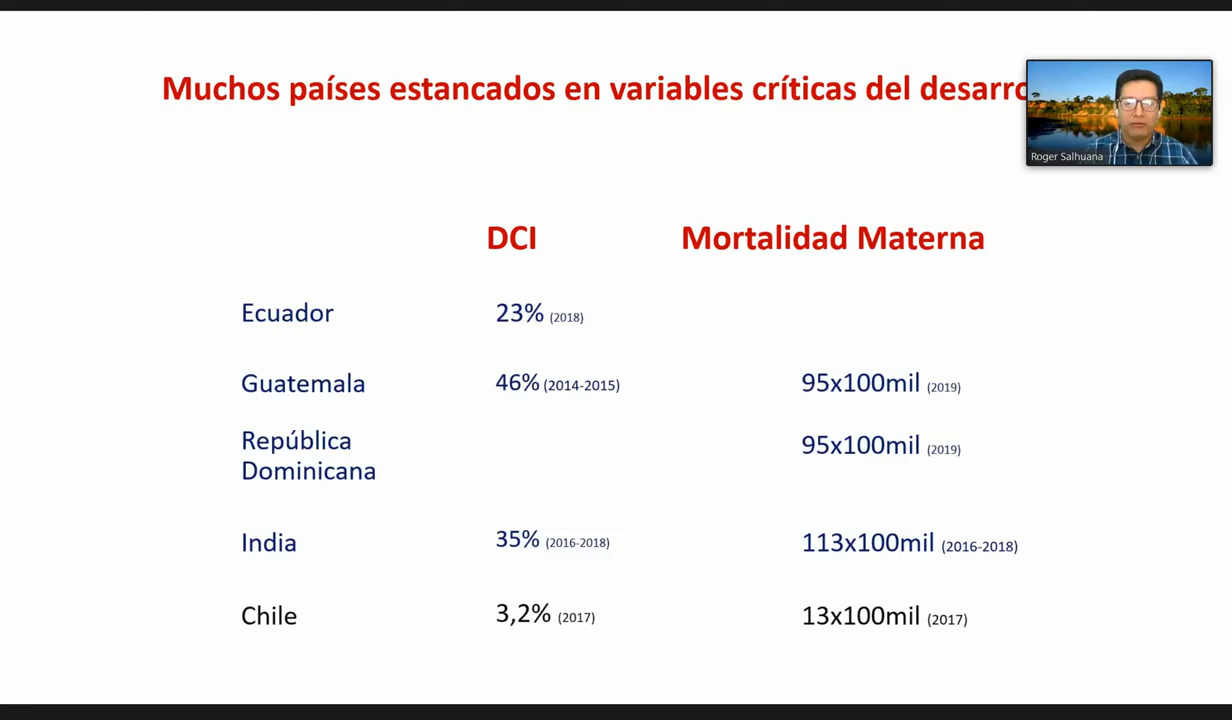 Muchos países estancados en variables críticas del
Roger Salhuana
DCI Mortalidad Materna
Ecuador 23% (2018)
Guatemala 46% (2014-2015) 95x100mil (2019)
República
Dominicana 95x100mil (2019)
India 35% (2016-2018) 113x100mil (2016-2018)
Chile 3,2% (2017) 13x100mil (2017)